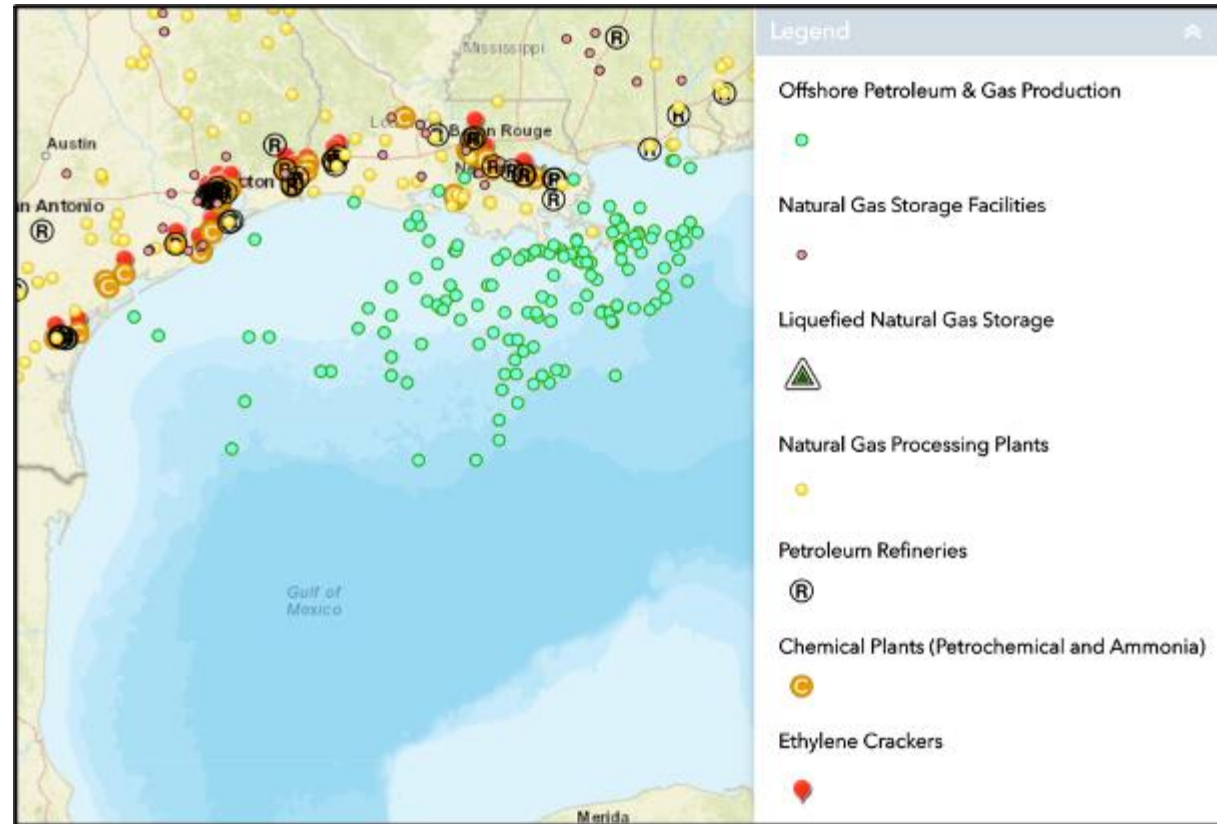 Mississippi
Austin
Baton Rouge
San Antonio
Gulf of
Mexico
Merida
Legend
Offshore Petroleum & Gas Production
Natural Gas Storage Facilities
Liquefied Natural Gas Storage
Natural Gas Processing Plants
Petroleum Refineries
R
Chemical Plants (Petrochemical and Ammonia)
C
Ethylene Crackers